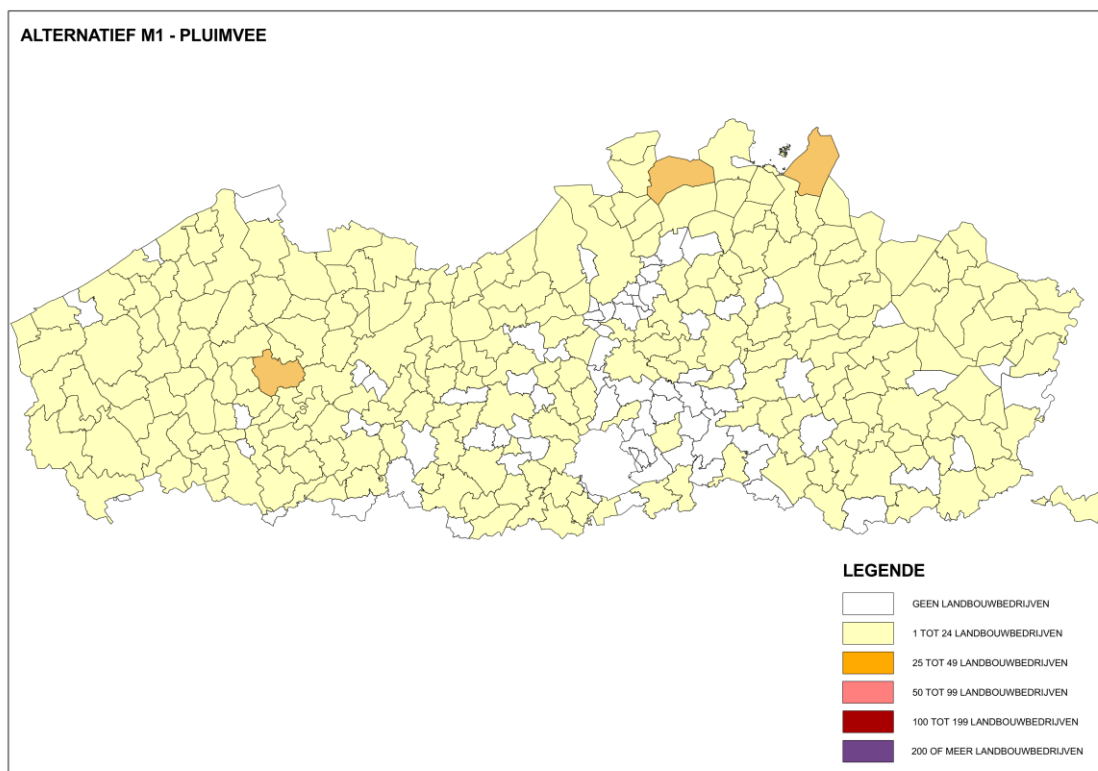 ALTERNATIEF M1 - PLUIMVEE
LEGENDE
GEEN LANDBOUWBEDRIJVEN
1 TOT 24 LANDBOUWBEDRIJVEN
25 TOT 49 LANDBOUWBEDRIJVEN
50 TOT 99 LANDBOUWBEDRIJVEN
100 TOT 199 LANDBOUWBEDRIJVEN
200 OF MEER LANDBOUWBEDRIJVEN